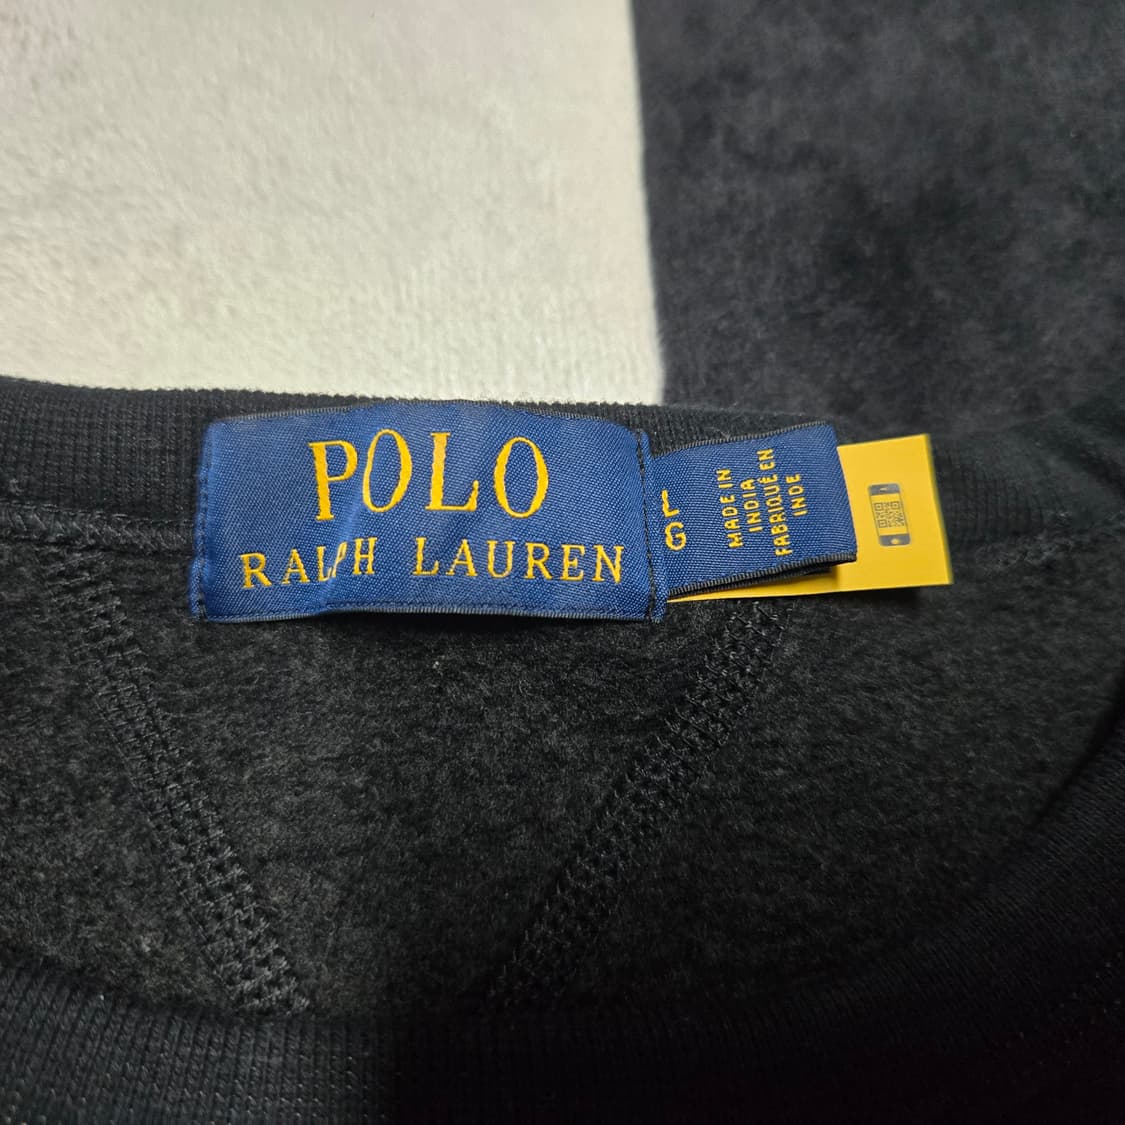 POLO
RALPH LAUREN
L
G
MADE IN
INDIA
FABRIQUÉ EN
INDE